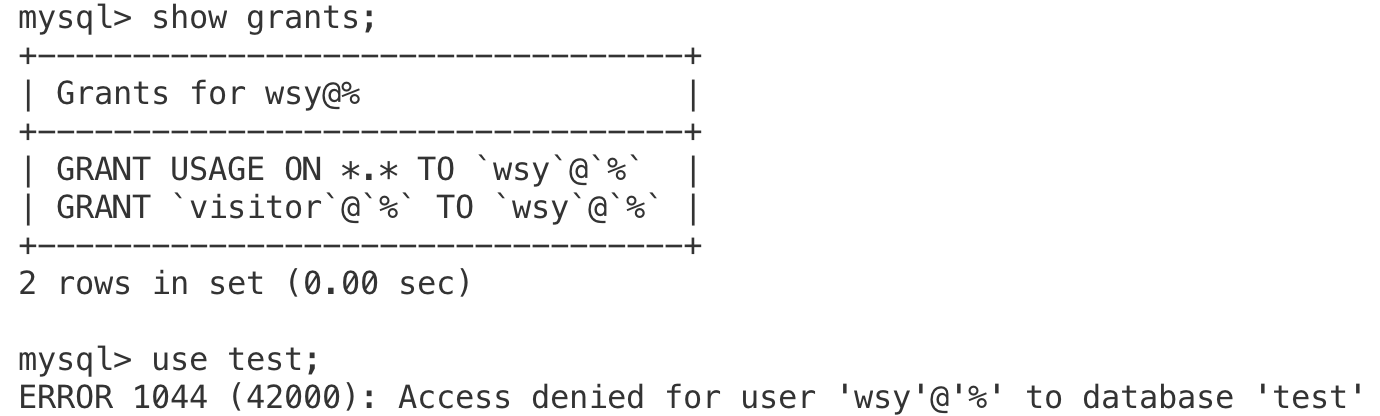 mysql> show grants;
+----------------------------------+
| Grants for wsy@%                 |
+----------------------------------+
| GRANT USAGE ON *.* TO `wsy`@`%`  |
| GRANT `visitor`@`%` TO `wsy`@`%` |
+----------------------------------+
2 rows in set (0.00 sec)

mysql> use test;
ERROR 1044 (42000): Access denied for user 'wsy'@'%' to database 'test'